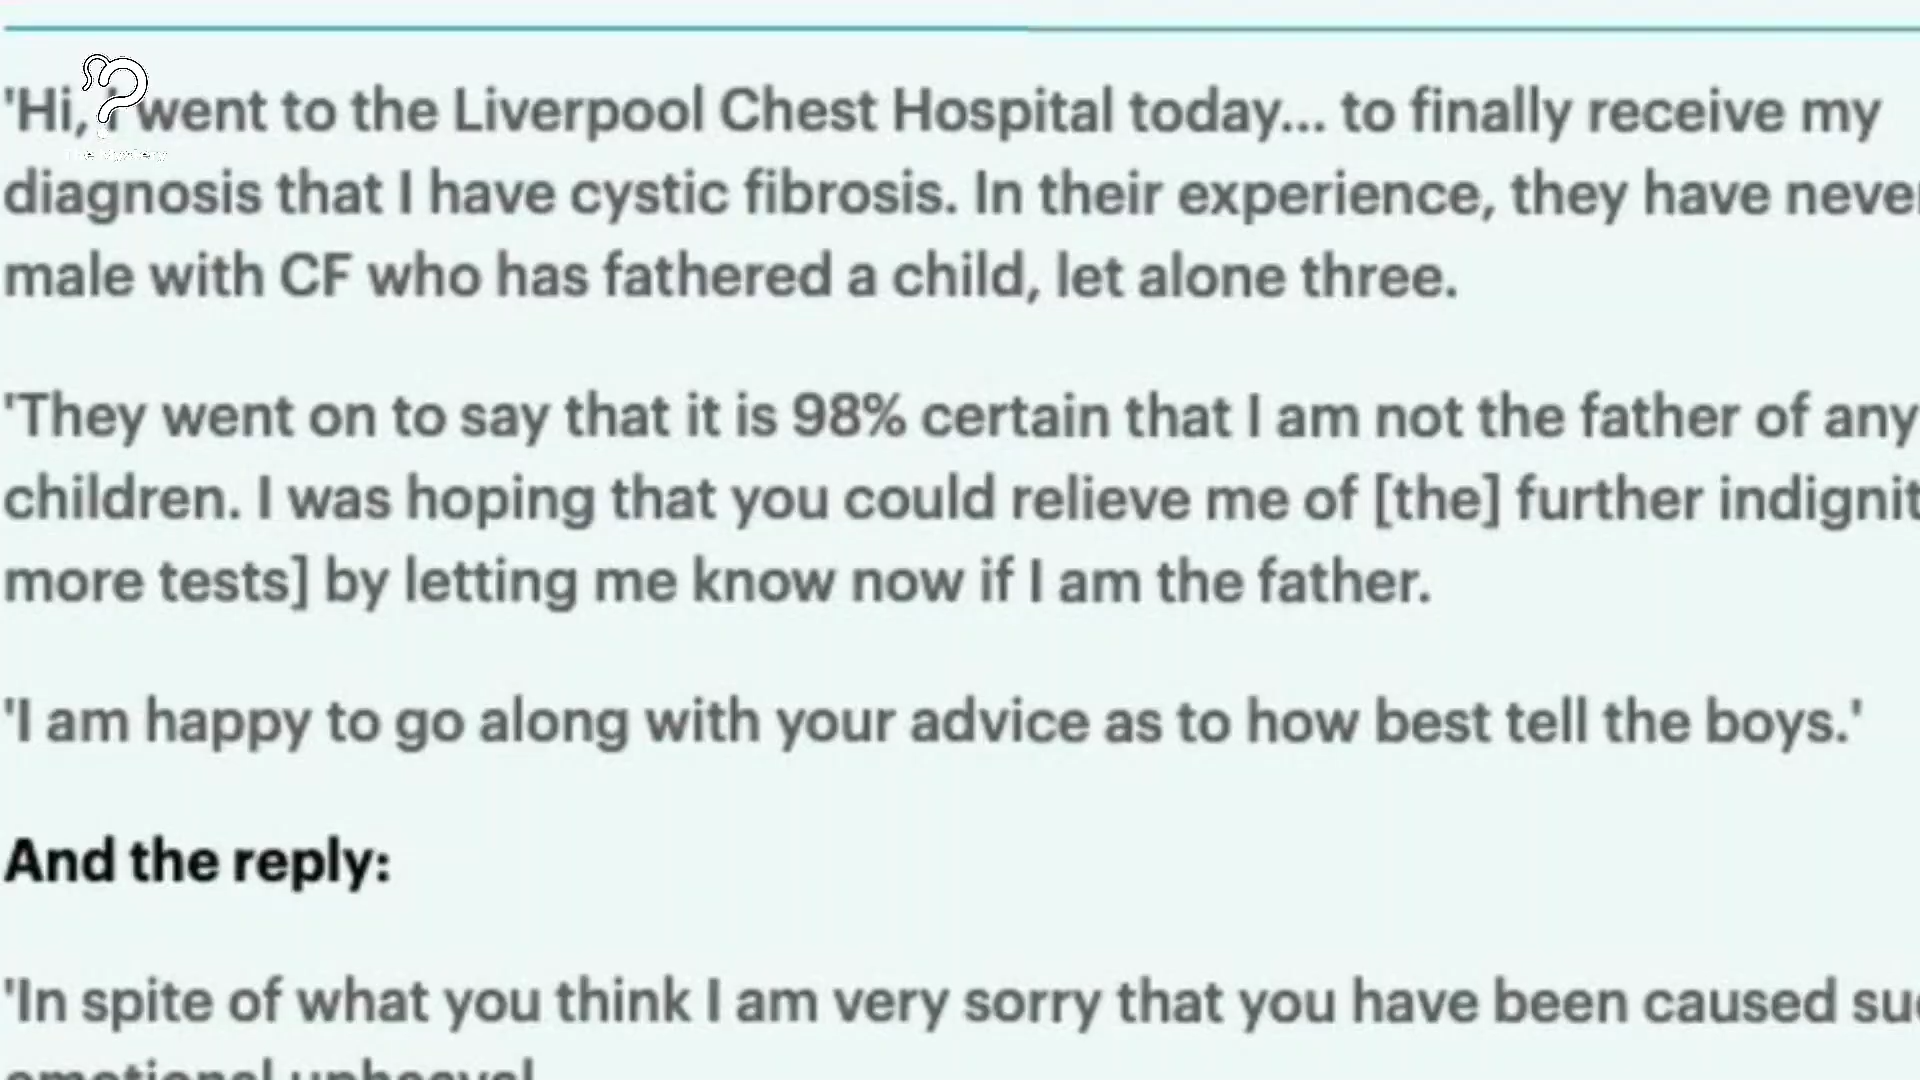 'Hi, I went to the Liverpool Chest Hospital today... to finally receive my
diagnosis that I have cystic fibrosis. In their experience, they have never
male with CF who has fathered a child, let alone three.
'They went on to say that it is 98% certain that I am not the father of any
children. I was hoping that you could relieve me of [the] further
more tests] by letting me know now if I am the father.
'I am happy to go along with your advice as to how best tell the boys.'
And the reply:
'In spite of what you think I am very sorry that you have been caused
emotional upheaval